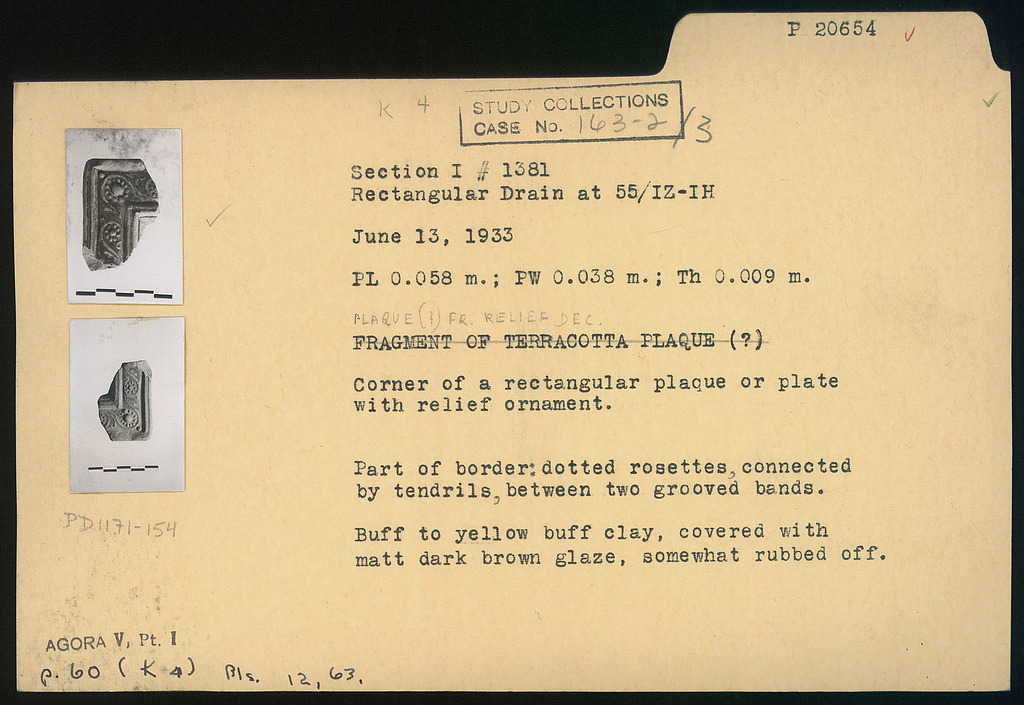 P 20654
K 4
STUDY COLLECTIONS
CASE No. 163-2/3
Section I # 1381
Rectangular Drain at 55/IZ-IH
June 13, 1933
PL 0.058 m.; PW 0.038 m.; Th 0.009 m.
PLAQUE(?) FR. RELIEF DEC.
FRAGMENT OF TERRACOTTA PLAQUE (?)
Corner of a rectangular plaque or plate
with relief ornament.
Part of border: dotted rosettes, connected
by tendrils, between two grooved bands.
Buff to yellow buff clay, covered with
matt dark brown glaze, somewhat rubbed off.
PD.1171-154
AGORA V, Pt. I
p. 60 (K 4) Pls. 12, 63.